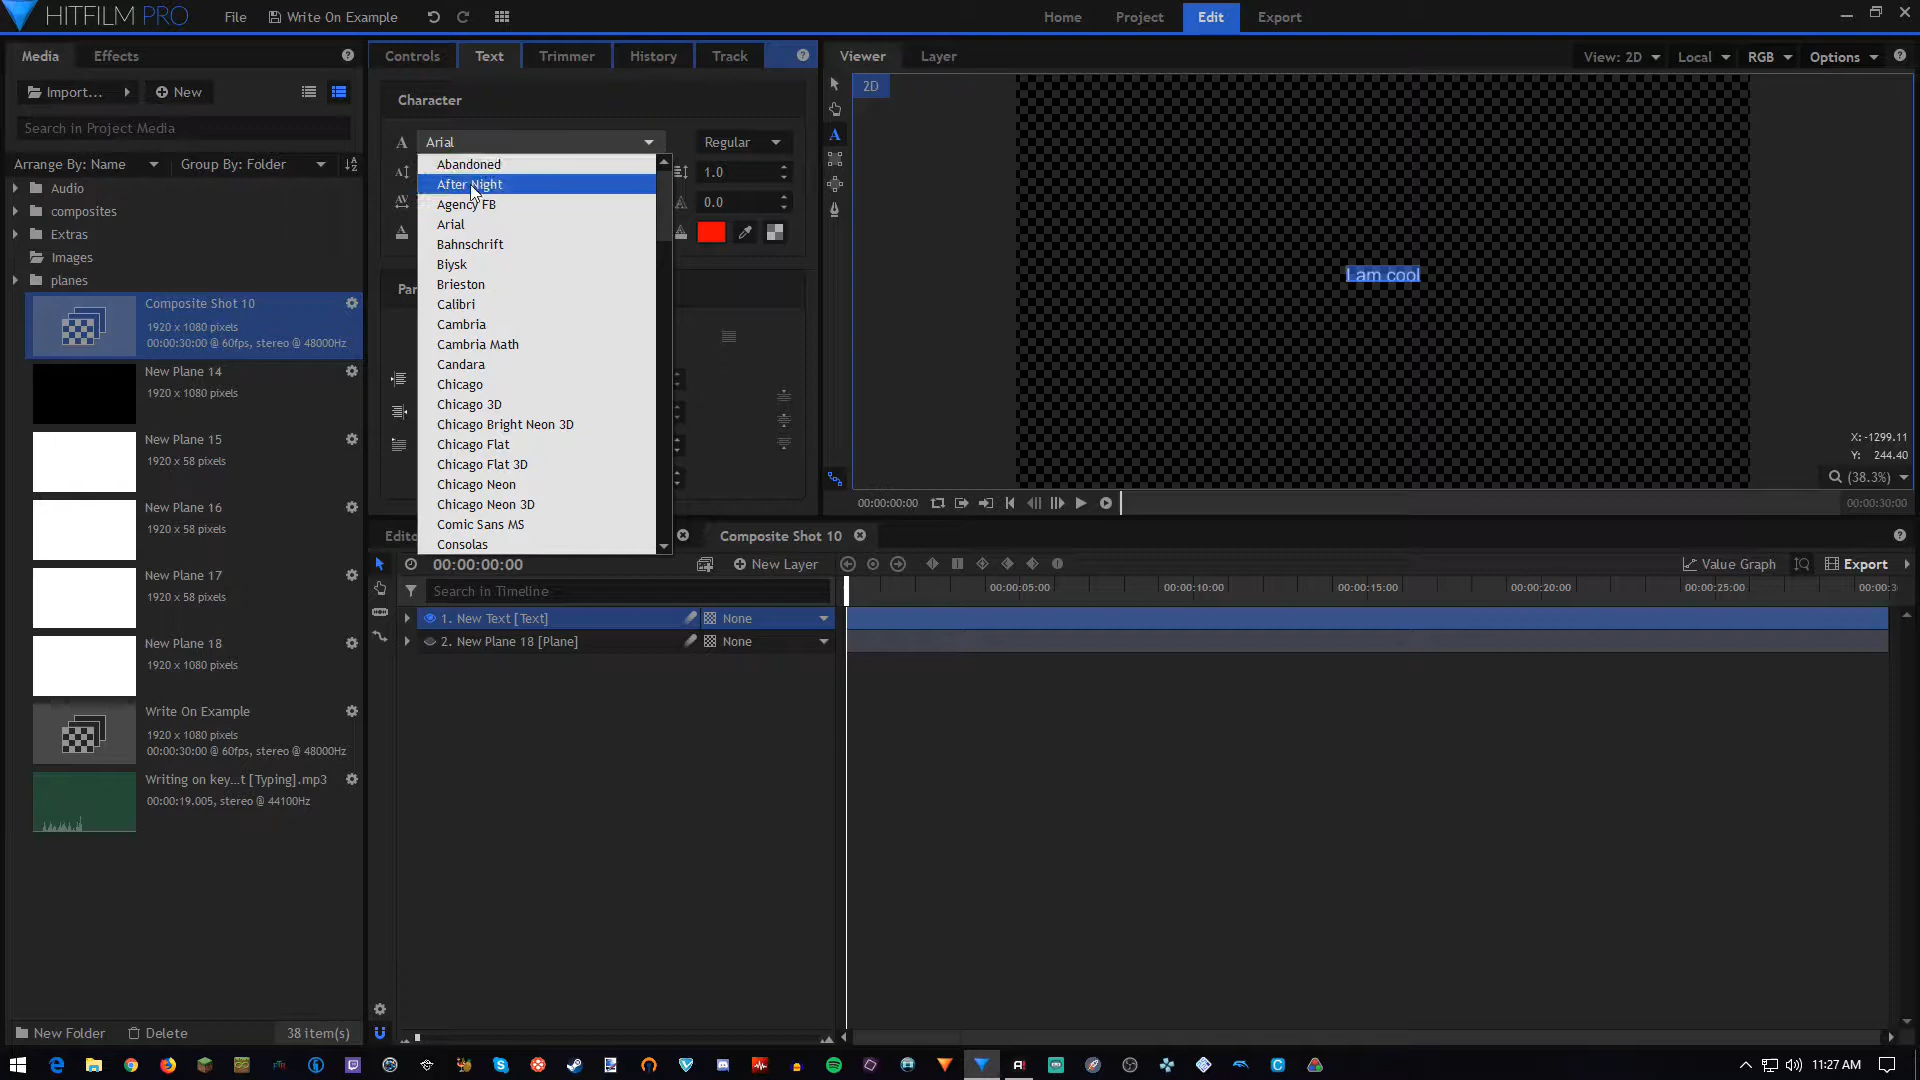 HITFILM PRO
File
Write On Example
Home
Project
Edit
Export
Media
Effects
Controls
Text
Trimmer
History
Track
Viewer
Layer
View: 2D
Local
RGB
Options
Import...
New
Search in Project Media
Arrange By: Name
Group By: Folder
Audio
composites
Extras
Images
planes
Composite Shot 10
1920 x 1080 pixels
00:00:30:00 @ 60fps, stereo @ 48000Hz
New Plane 14
1920 x 1080 pixels
New Plane 15
1920 x 58 pixels
New Plane 16
1920 x 58 pixels
New Plane 17
1920 x 58 pixels
New Plane 18
1920 x 1080 pixels
Write On Example
1920 x 1080 pixels
00:00:30:00 @ 60fps, stereo @ 48000Hz
Writing on key...t [Typing].mp3
00:00:19.005, stereo @ 44100Hz
New Folder
Delete
38 item(s)
Character
Arial
Regular
1.0
0.0
Abandoned
After Night
Agency FB
Arial
Bahnschrift
Biysk
Brieston
Calibri
Cambria
Cambria Math
Candara
Chicago
Chicago 3D
Chicago Bright Neon 3D
Chicago Flat
Chicago Flat 3D
Chicago Neon
Chicago Neon 3D
Comic Sans MS
Consolas
2D
I am cool
X: -1299.11
Y: 244.40
(38.3%)
00:00:00:00
00:00:30:00
Composite Shot 10
00:00:00:00
New Layer
Value Graph
Export
Search in Timeline
00:00:05:00
00:00:10:00
00:00:15:00
00:00:20:00
00:00:25:00
1. New Text [Text]
None
2. New Plane 18 [Plane]
None
11:27 AM